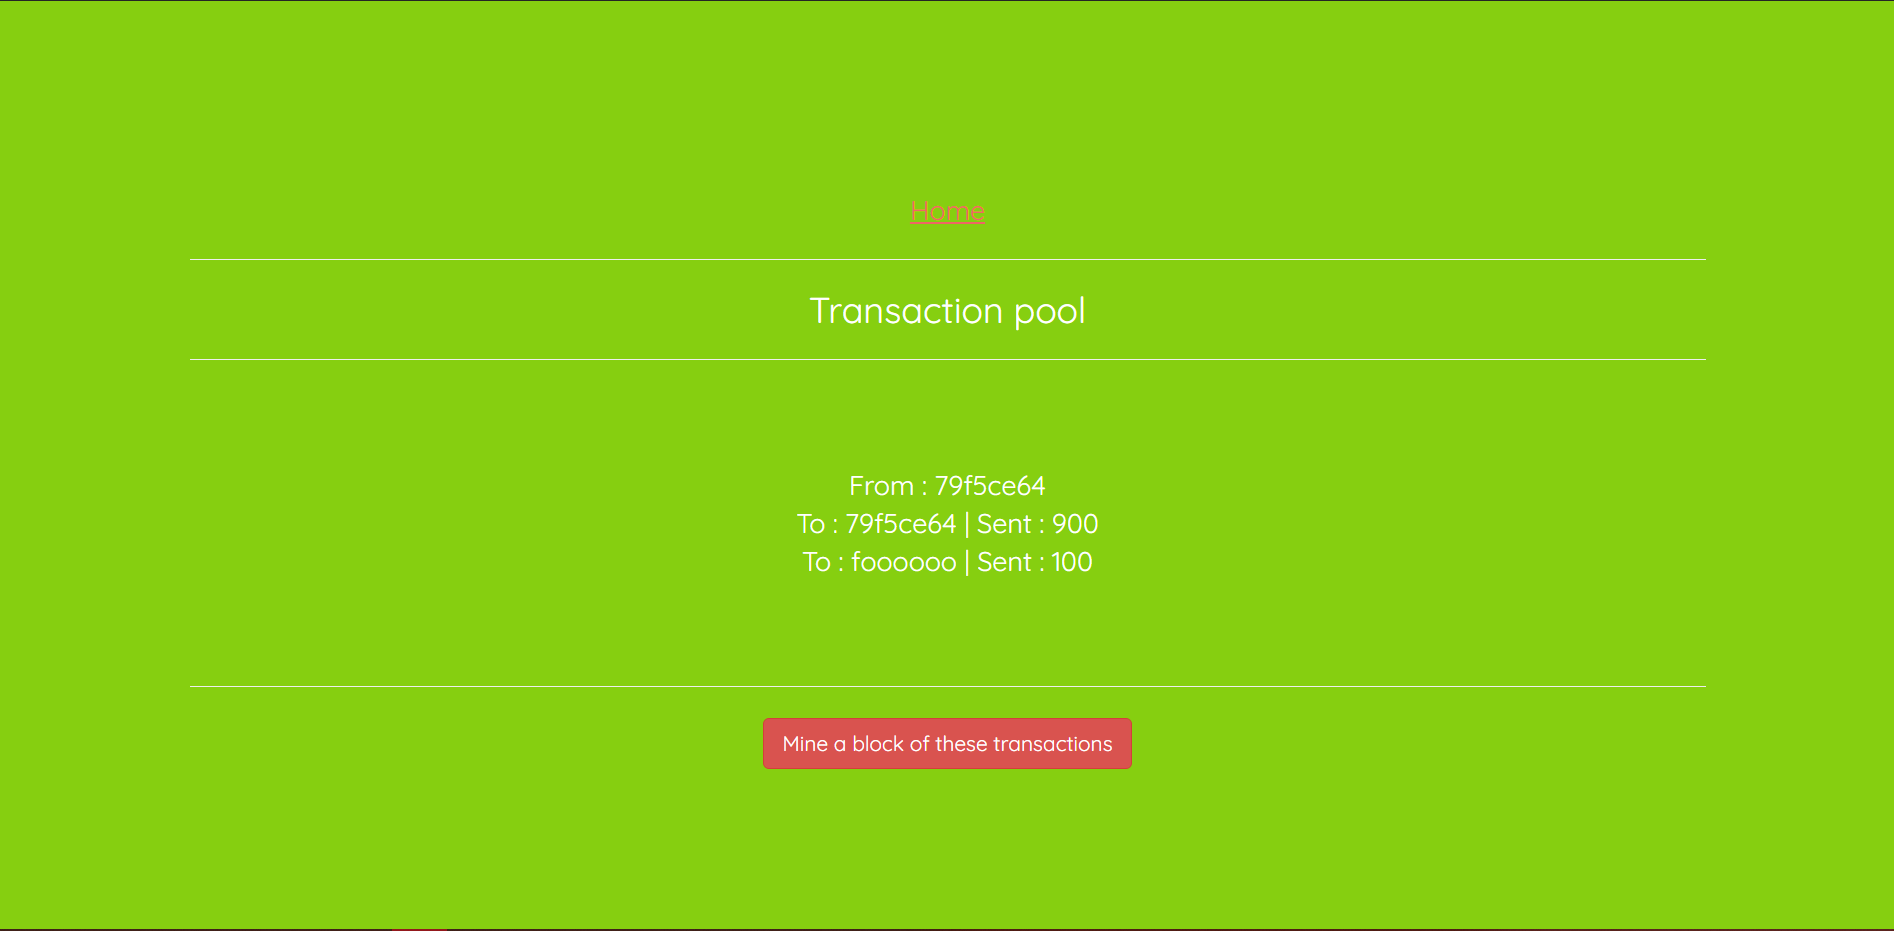 Home
Transaction pool
From : 79f5ce64
To : 79f5ce64 | Sent : 900
To : foooooo | Sent : 100
Mine a block of these transactions